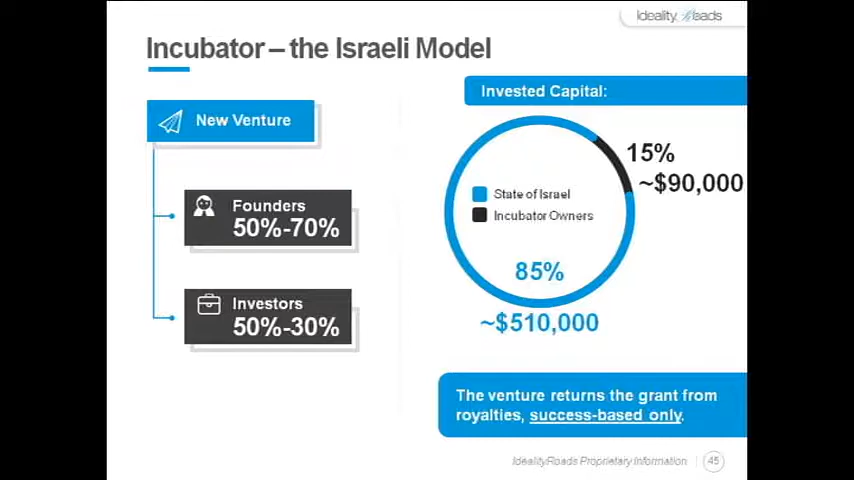 Ideality Roads
Incubator – the Israeli Model
New Venture
Founders
50%-70%
Investors
50%-30%
Invested Capital:
15%
~$90,000
State of Israel
Incubator Owners
85%
~$510,000
The venture returns the grant from
royalties, success-based only.
IdealityRoads Proprietary Information
45